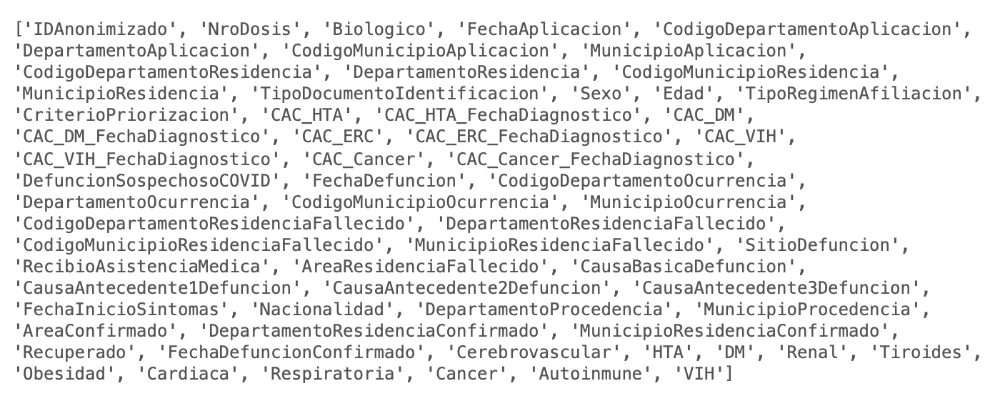 ['IDAnonimizado', 'NroDosis', 'Biologico', 'FechaAplicacion', 'CodigoDepartamentoAplicacion',
'DepartamentoAplicacion', 'CodigoMunicipioAplicacion', 'MunicipioAplicacion',
'CodigoDepartamentoResidencia', 'DepartamentoResidencia', 'CodigoMunicipioResidencia',
'MunicipioResidencia', 'TipoDocumentoIdentificacion', 'Sexo', 'Edad', 'TipoRegimenAfiliacion',
'CriterioPriorizacion', 'CAC_HTA', 'CAC_HTA_FechaDiagnostico', 'CAC_DM',
'CAC_DM_FechaDiagnostico', 'CAC_ERC', 'CAC_ERC_FechaDiagnostico', 'CAC_VIH',
'CAC_VIH_FechaDiagnostico', 'CAC_Cancer', 'CAC_Cancer_FechaDiagnostico',
'DefuncionSospechosoCOVID', 'FechaDefuncion', 'CodigoDepartamentoOcurrencia',
'DepartamentoOcurrencia', 'CodigoMunicipioOcurrencia', 'MunicipioOcurrencia',
'CodigoDepartamentoResidenciaFallecido', 'DepartamentoResidenciaFallecido',
'CodigoMunicipioResidenciaFallecido', 'MunicipioResidenciaFallecido', 'SitioDefuncion',
'RecibioAsistenciaMedica', 'AreaResidenciaFallecido', 'CausaBasicaDefuncion',
'CausaAntecedente1Defuncion', 'CausaAntecedente2Defuncion', 'CausaAntecedente3Defuncion',
'FechaInicioSintomas', 'Nacionalidad', 'DepartamentoProcedencia', 'MunicipioProcedencia',
'AreaConfirmado', 'DepartamentoResidenciaConfirmado', 'MunicipioResidenciaConfirmado',
'Recuperado', 'FechaDefuncionConfirmado', 'Cerebrovascular', 'HTA', 'DM', 'Renal', 'Tiroides',
'Obesidad', 'Cardiaca', 'Respiratoria', 'Cancer', 'Autoinmune', 'VIH']